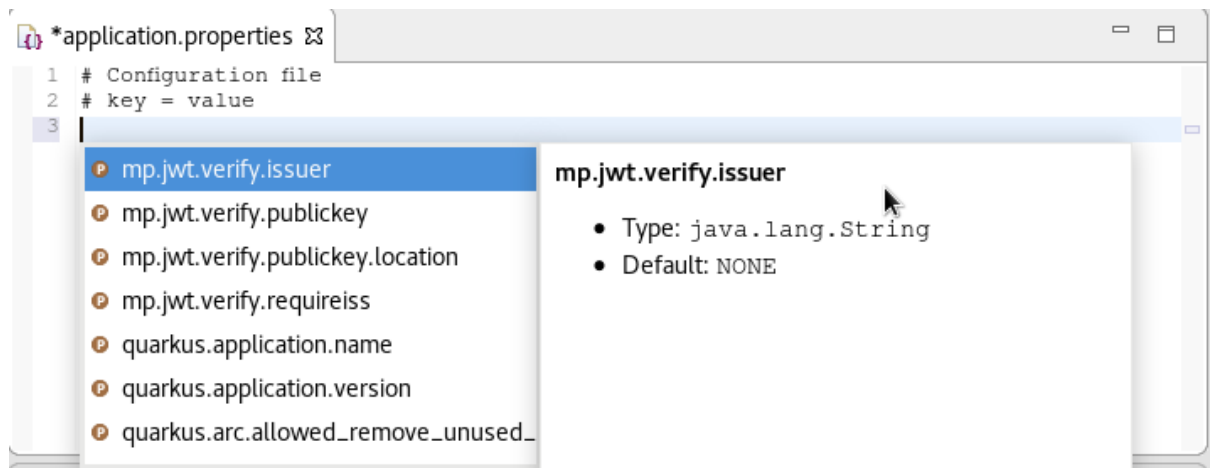 *application.properties
1 # Configuration file
2 # key = value
3
mp.jwt.verify.issuer
mp.jwt.verify.publickey
mp.jwt.verify.publickey.location
mp.jwt.verify.requireiss
quarkus.application.name
quarkus.application.version
quarkus.arc.allowed_remove_unused_
mp.jwt.verify.issuer
• Type: java.lang.String
• Default: NONE